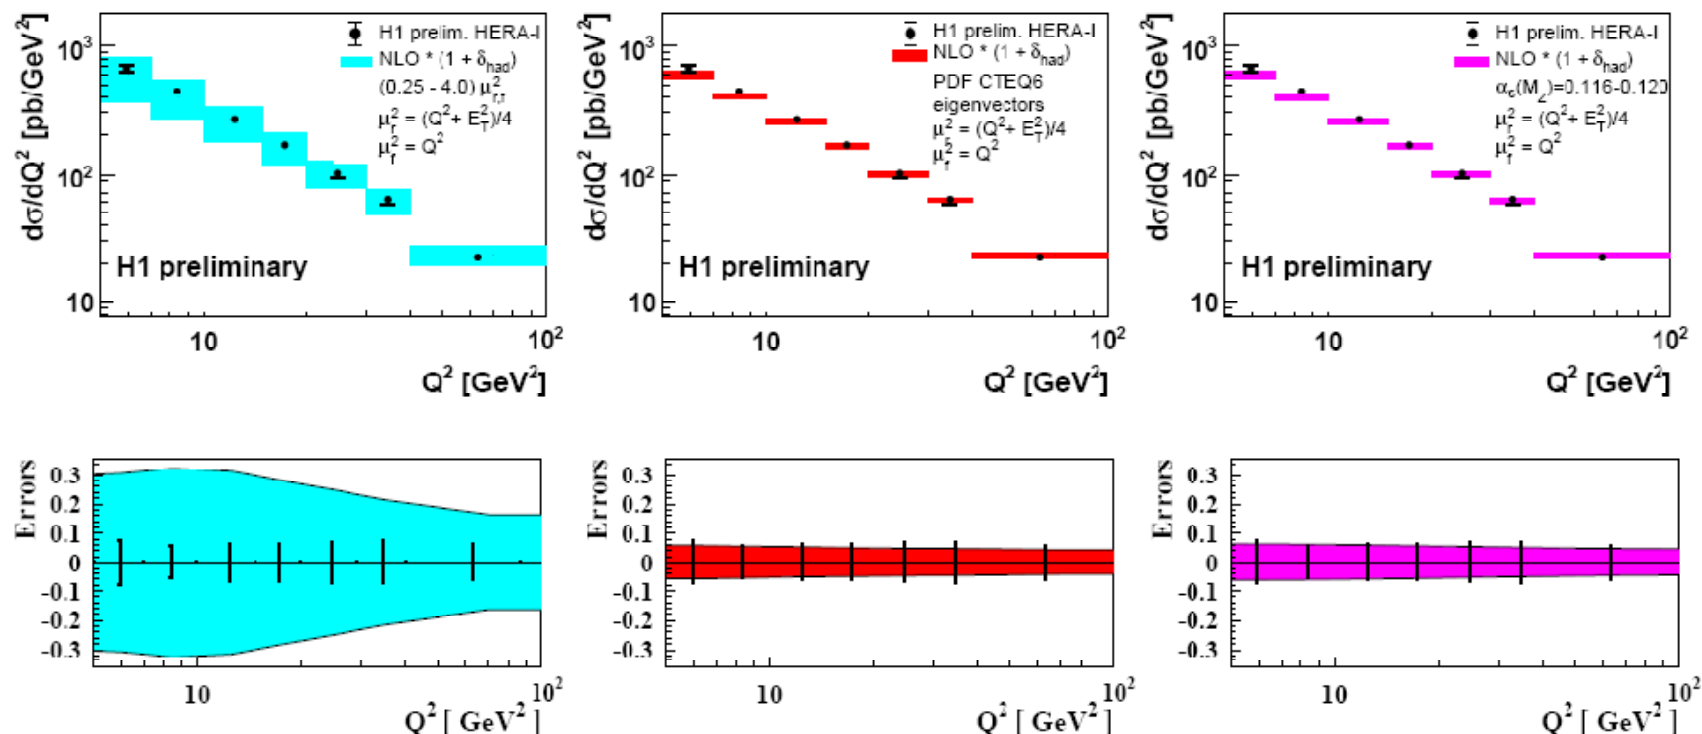 dσ/dQ² [pb/GeV²]
10³
10²
10
H1 prelim. HERA-I
NLO * (1 + δhad)
(0.25 - 4.0) μ²r,f
μ²r = (Q²+ E²T)/4
μ²f = Q²
H1 preliminary
10
10²
Q² [GeV²]
dσ/dQ² [pb/GeV²]
10³
10²
10
H1 prelim. HERA-I
NLO * (1 + δhad)
PDF CTEQ6
eigenvectors
μ²r = (Q²+ E²T)/4
μ²f = Q²
H1 preliminary
10
10²
Q² [GeV²]
dσ/dQ² [pb/GeV²]
10³
10²
10
H1 prelim. HERA-I
NLO * (1 + δhad)
αs(MZ)=0.116-0.120
μ²r = (Q²+ E²T)/4
μ²f = Q²
H1 preliminary
10
10²
Q² [GeV²]
Errors
0.3
0.2
0.1
0
-0.1
-0.2
-0.3
10
10²
Q² [ GeV² ]
Errors
0.3
0.2
0.1
0
-0.1
-0.2
-0.3
10
10²
Q² [ GeV² ]
Errors
0.3
0.2
0.1
0
-0.1
-0.2
-0.3
10
10²
Q² [ GeV² ]